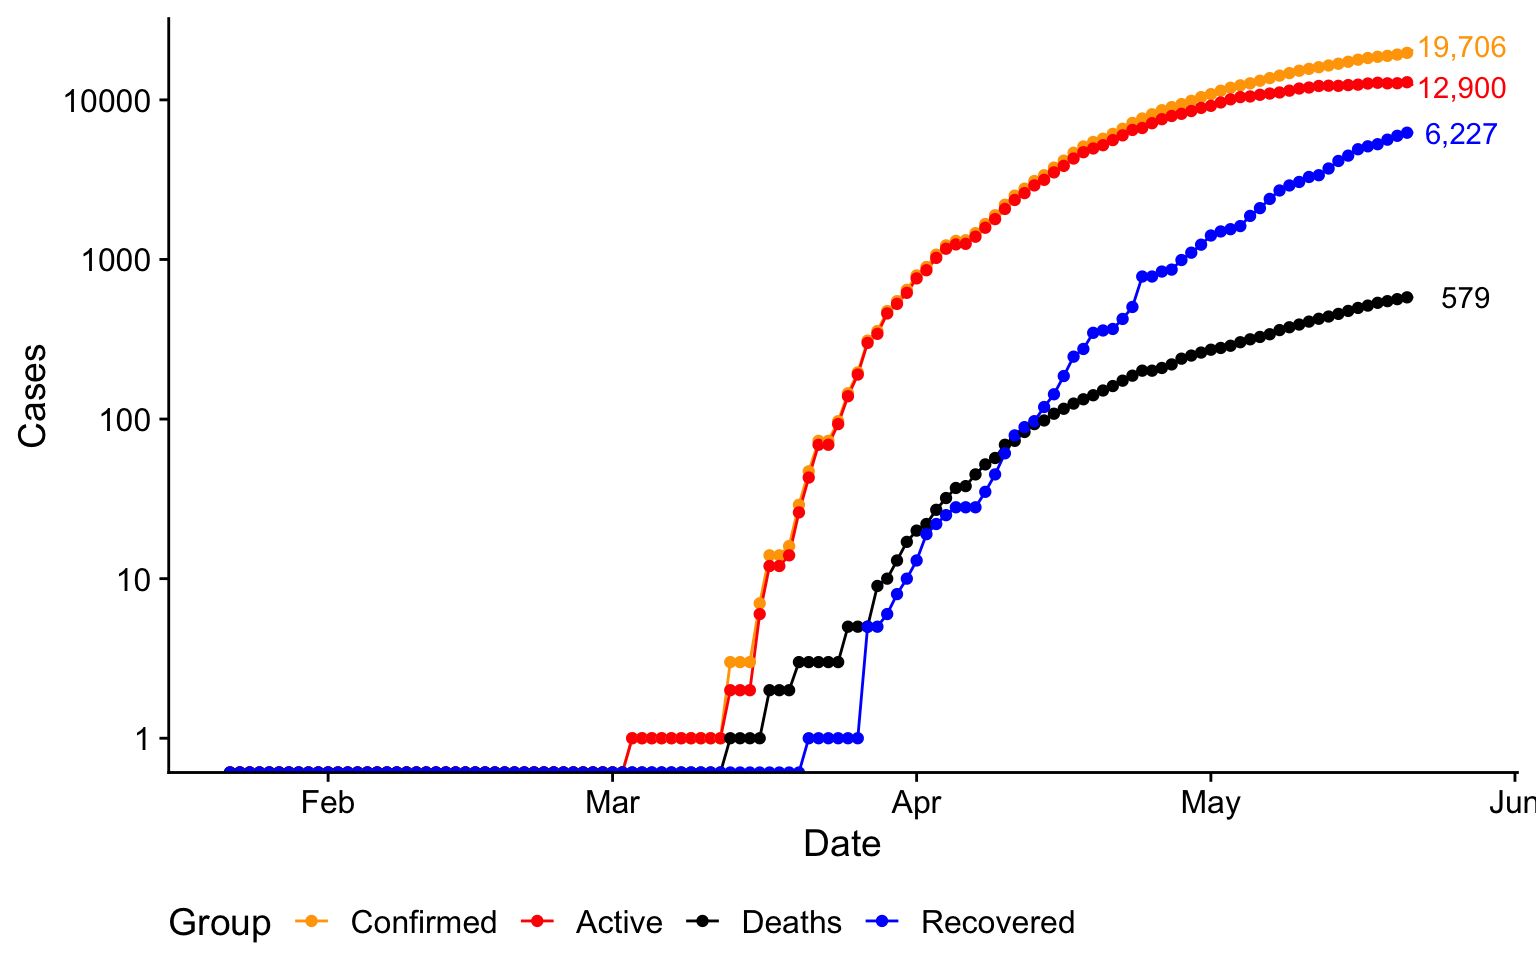 19,706
12,900
6,227
579
10000
1000
100
10
1
Cases
Feb Mar Apr May Jun
Date
Group Confirmed Active Deaths Recovered